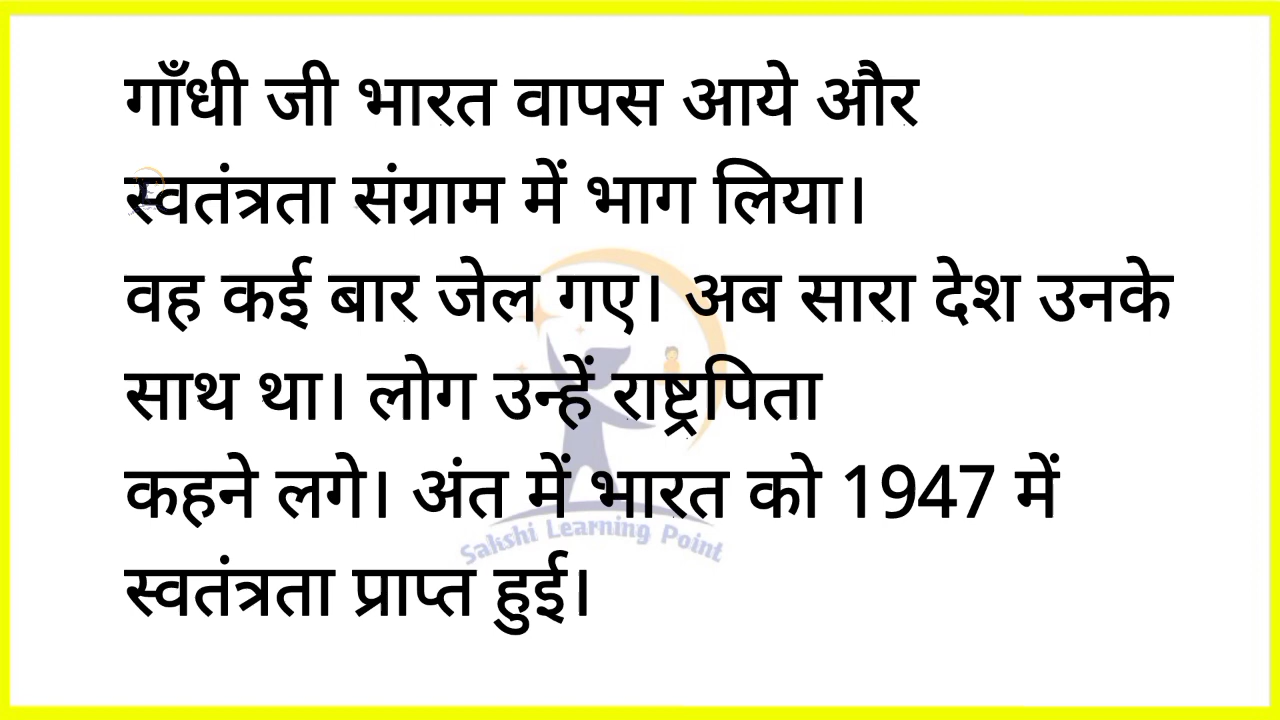 गाँधी जी भारत वापस आये और
स्वतंत्रता संग्राम में भाग लिया।
वह कई बार जेल गए। अब सारा देश उनके
साथ था। लोग उन्हें राष्ट्रपिता
कहने लगे। अंत में भारत को 1947 में
स्वतंत्रता प्राप्त हुई।
Sakshi Learning Point